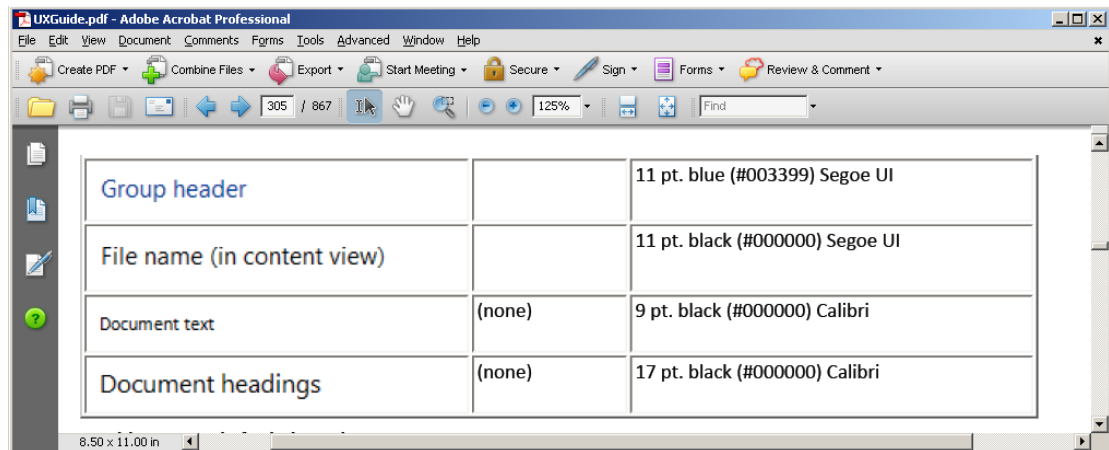 UXGuide.pdf - Adobe Acrobat Professional
File Edit View Document Comments Forms Tools Advanced Window Help
Create PDF Combine Files Export Start Meeting Secure Sign Forms Review & Comment
305 / 867 125% Find
Group header 11 pt. blue (#003399) Segoe UI
File name (in content view) 11 pt. black (#000000) Segoe UI
Document text (none) 9 pt. black (#000000) Calibri
Document headings (none) 17 pt. black (#000000) Calibri
8.50 x 11.00 in